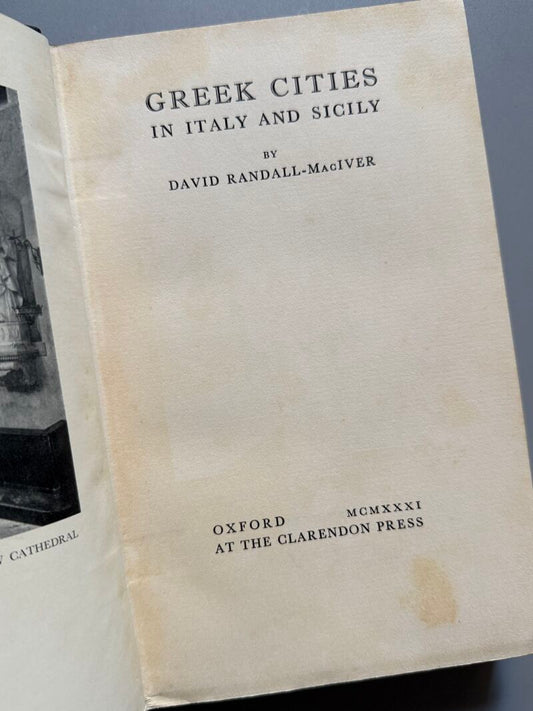 GREEK CITIES
IN ITALY AND SICILY
BY
DAVID RANDALL-MACIVER
OXFORD MCMXXXI
AT THE CLARENDON PRESS
CATHEDRAL